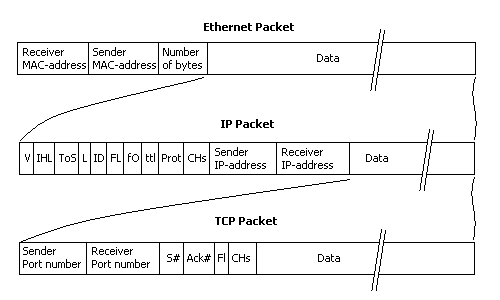 Ethernet Packet
Receiver MAC-address Sender MAC-address Number of bytes Data
IP Packet
V IHL ToS L ID FL fO ttl Prot CHs Sender IP-address Receiver IP-address Data
TCP Packet
Sender Port number Receiver Port number S# Ack# Fl CHs Data